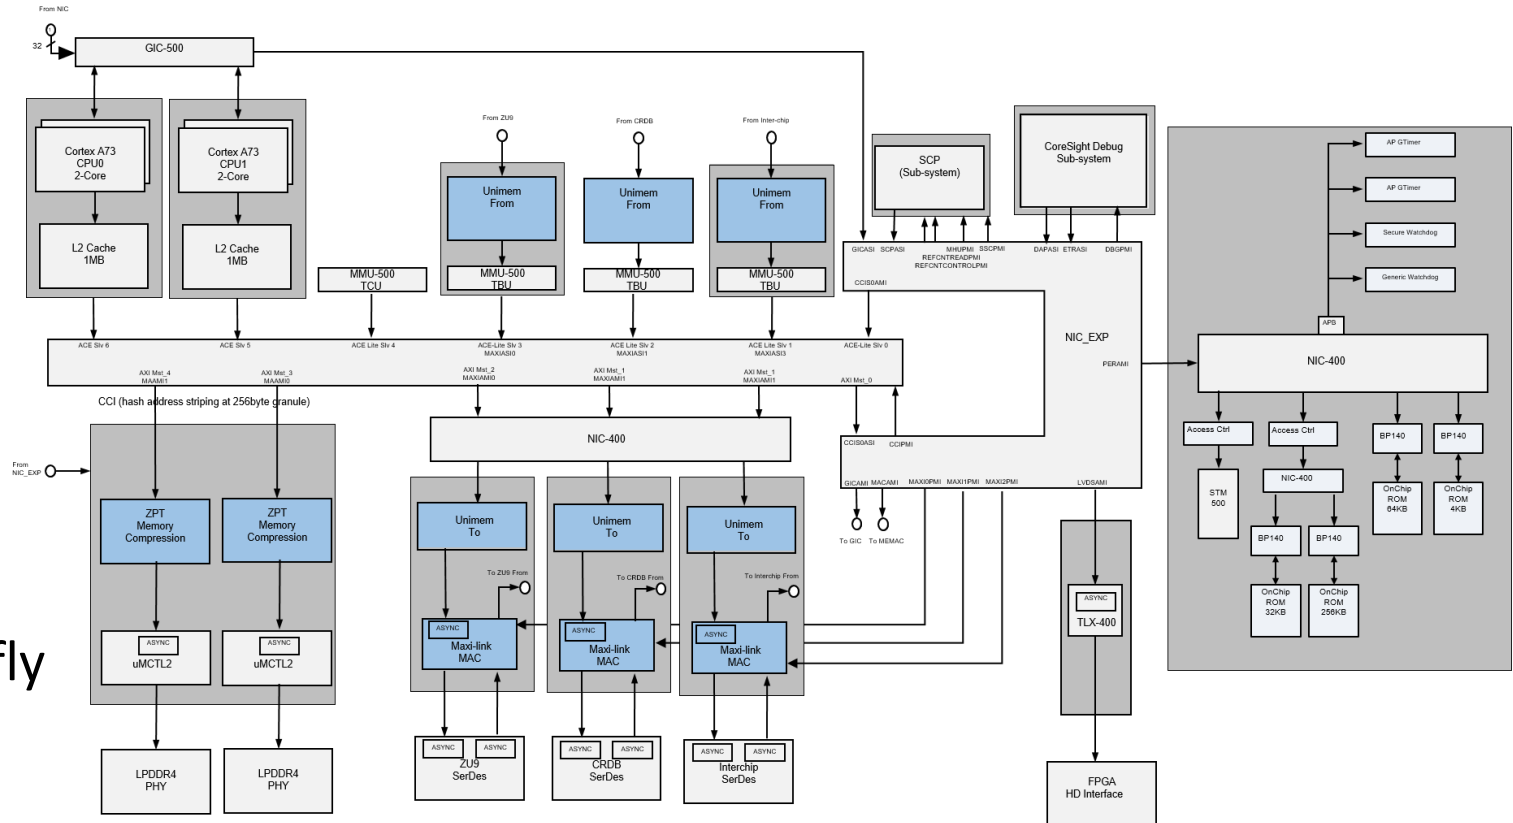 From NIC
32
GIC-500
Cortex A73
CPU0
2-Core
L2 Cache
1MB
Cortex A73
CPU1
2-Core
L2 Cache
1MB
MMU-500
TCU
From ZU9
Unimem
From
MMU-500
TBU
From CRDB
Unimem
From
MMU-500
TBU
From Inter-chip
Unimem
From
MMU-500
TBU
SCP
(Sub-system)
CoreSight Debug
Sub-system
GICASI
SCPASI
MHUPMI
SSCPMI
REFCNTREADPMI
REFCNTCONTROLPMI
DAPASI
ETRASI
DBGPMI
CCIS0AMI
NIC_EXP
PERAMI
AP GTimer
AP GTimer
Secure Watchdog
Generic Watchdog
APB
NIC-400
ACE Slv 6
ACE Slv 5
ACE Lite Slv 4
ACE-Lite Slv 3
MAXIASI0
ACE Lite Slv 2
MAXIASI1
ACE Lite Slv 1
MAXIASI3
ACE-Lite Slv 0
AXI Mst_4
MAAMI1
AXI Mst_3
MAAMI0
AXI Mst_2
MAXIAMI0
AXI Mst_1
MAXIAMI1
AXI Mst_1
MAXIAMI1
AXI Mst_0
CCI (hash address striping at 256byte granule)
NIC-400
CCIS0ASI
CCIPMI
GICAMI
MACAMI
MAXI0PMI
MAXI1PMI
MAXI2PMI
LVDSAMI
To GIC
To MEMAC
From
NIC_EXP
ZPT
Memory
Compression
ZPT
Memory
Compression
ASYNC
uMCTL2
ASYNC
uMCTL2
LPDDR4
PHY
LPDDR4
PHY
fly
Unimem
To
To ZU9 From
ASYNC
Maxi-link
MAC
ASYNC
ASYNC
ZU9
SerDes
Unimem
To
To CRDB From
ASYNC
Maxi-link
MAC
ASYNC
ASYNC
CRDB
SerDes
Unimem
To
To Interchip From
ASYNC
Maxi-link
MAC
ASYNC
ASYNC
Interchip
SerDes
ASYNC
TLX-400
FPGA
HD Interface
Access Ctrl
STM
500
Access Ctrl
NIC-400
BP140
BP140
OnChip
ROM
32KB
OnChip
ROM
256KB
BP140
OnChip
ROM
64KB
BP140
OnChip
ROM
4KB